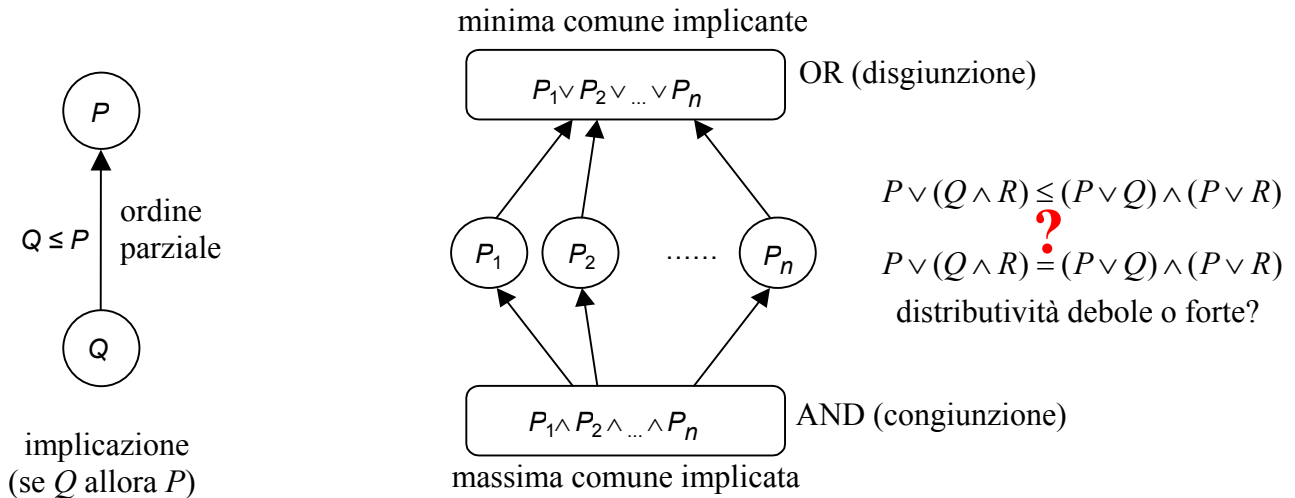 P
Q ≤ P
ordine
parziale
Q
implicazione
(se Q allora P)
minima comune implicante
P₁∨ P₂ ∨ ... ∨ Pₙ
OR (disgiunzione)
P₁
P₂
......
Pₙ
P₁∧ P₂ ∧ ... ∧ Pₙ
AND (congiunzione)
massima comune implicata
P ∨ (Q ∧ R) ≤ (P ∨ Q) ∧ (P ∨ R)
?
P ∨ (Q ∧ R) = (P ∨ Q) ∧ (P ∨ R)
distributività debole o forte?